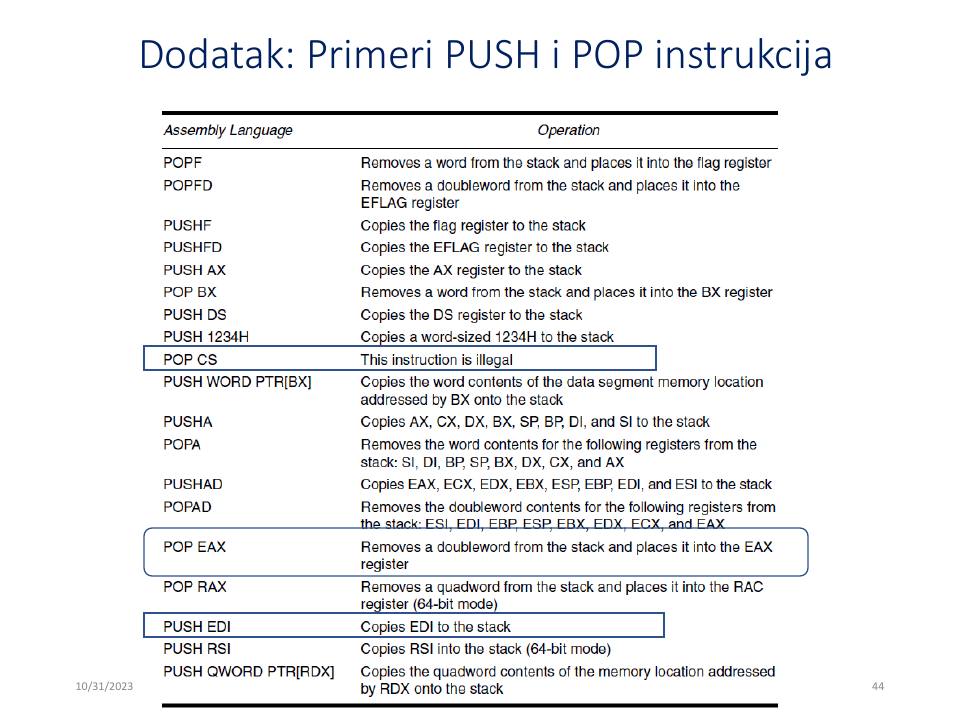 Dodatak: Primeri PUSH i POP instrukcija
Assembly Language Operation
POPF Removes a word from the stack and places it into the flag register
POPFD Removes a doubleword from the stack and places it into the
EFLAG register
PUSHF Copies the flag register to the stack
PUSHFD Copies the EFLAG register to the stack
PUSH AX Copies the AX register to the stack
POP BX Removes a word from the stack and places it into the BX register
PUSH DS Copies the DS register to the stack
PUSH 1234H Copies a word-sized 1234H to the stack
POP CS This instruction is illegal
PUSH WORD PTR[BX] Copies the word contents of the data segment memory location
addressed by BX onto the stack
PUSHA Copies AX, CX, DX, BX, SP, BP, DI, and SI to the stack
POPA Removes the word contents for the following registers from the
stack: SI, DI, BP, SP, BX, DX, CX, and AX
PUSHAD Copies EAX, ECX, EDX, EBX, ESP, EBP, EDI, and ESI to the stack
POPAD Removes the doubleword contents for the following registers from
the stack: ESI, EDI, EBP, ESP, EBX, EDX, ECX, and EAX
POP EAX Removes a doubleword from the stack and places it into the EAX
register
POP RAX Removes a quadword from the stack and places it into the RAC
register (64-bit mode)
PUSH EDI Copies EDI to the stack
PUSH RSI Copies RSI into the stack (64-bit mode)
PUSH QWORD PTR[RDX] Copies the quadword contents of the memory location addressed
by RDX onto the stack
10/31/2023
44